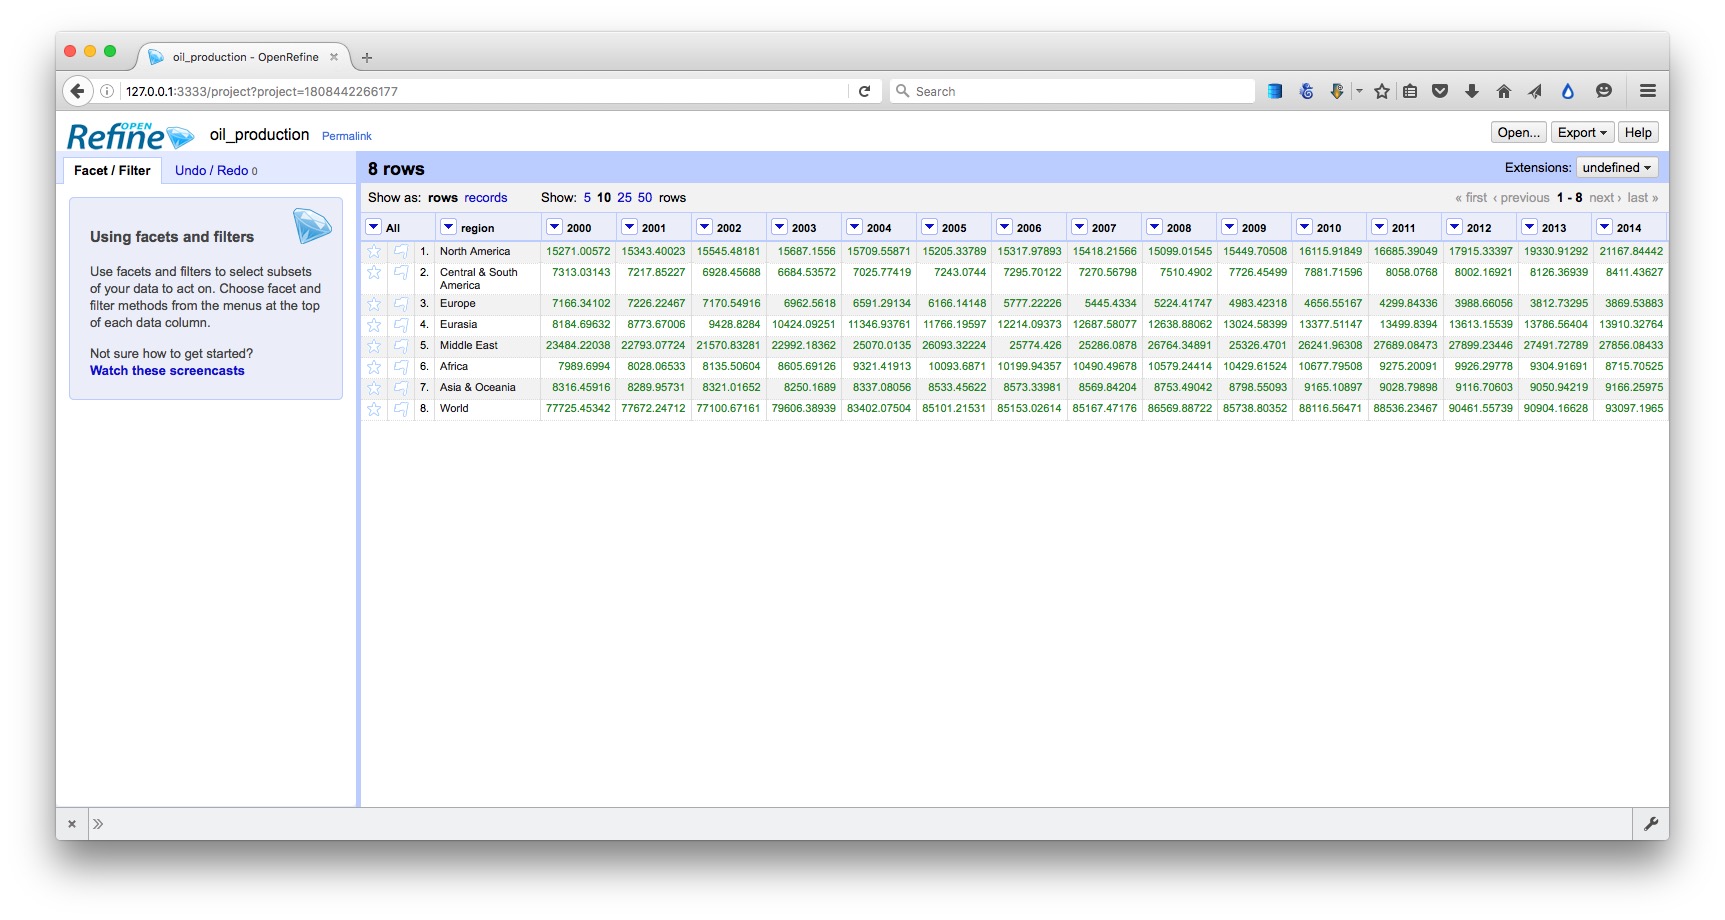 oil_production - OpenRefine
127.0.0.1:3333/project?project=1808442266177
Search
OPEN
Refine
oil_production Permalink
Open... Export Help
Facet / Filter Undo / Redo 0
8 rows
Extensions: undefined
Show as: rows records Show: 5 10 25 50 rows
« first ‹ previous 1 - 8 next › last »
Using facets and filters
Use facets and filters to select subsets
of your data to act on. Choose facet and
filter methods from the menus at the top
of each data column.
Not sure how to get started?
Watch these screencasts
All region 2000 2001 2002 2003 2004 2005 2006 2007 2008 2009 2010 2011 2012 2013 2014
1. North America 15271.00572 15343.40023 15545.48181 15687.1556 15709.55871 15205.33789 15317.97893 15418.21566 15099.01545 15449.70508 16115.91849 16685.39049 17915.33397 19330.91292 21167.84442
2. Central & South 7313.03143 7217.85227 6928.45688 6684.53572 7025.77419 7243.0744 7295.70122 7270.56798 7510.4902 7726.45499 7881.71596 8058.0768 8002.16921 8126.36939 8411.43627
America
3. Europe 7166.34102 7226.22467 7170.54916 6962.5618 6591.29134 6166.14148 5777.22226 5445.4334 5224.41747 4983.42318 4656.55167 4299.84336 3988.66056 3812.73295 3869.53883
4. Eurasia 8184.69632 8773.67006 9428.8284 10424.09251 11346.93761 11766.19597 12214.09373 12687.58077 12638.88062 13024.58399 13377.51147 13499.8394 13613.15539 13786.56404 13910.32764
5. Middle East 23484.22038 22793.07724 21570.83281 22992.18362 25070.0135 26093.32224 25774.426 25286.0878 26764.34891 25326.4701 26241.96308 27689.08473 27899.23446 27491.72789 27856.08433
6. Africa 7989.6994 8028.06533 8135.50604 8605.69126 9321.41913 10093.6871 10199.94357 10490.49678 10579.24414 10429.61524 10677.79508 9275.20091 9926.29778 9304.91691 8715.70525
7. Asia & Oceania 8316.45916 8289.95731 8321.01652 8250.1689 8337.08056 8533.45622 8573.33981 8569.84204 8753.49042 8798.55093 9165.10897 9028.79898 9116.70603 9050.94219 9166.25975
8. World 77725.45342 77672.24712 77100.67161 79606.38939 83402.07504 85101.21531 85153.02614 85167.47176 86569.88722 85738.80352 88116.56471 88536.23467 90461.55739 90904.16628 93097.1965